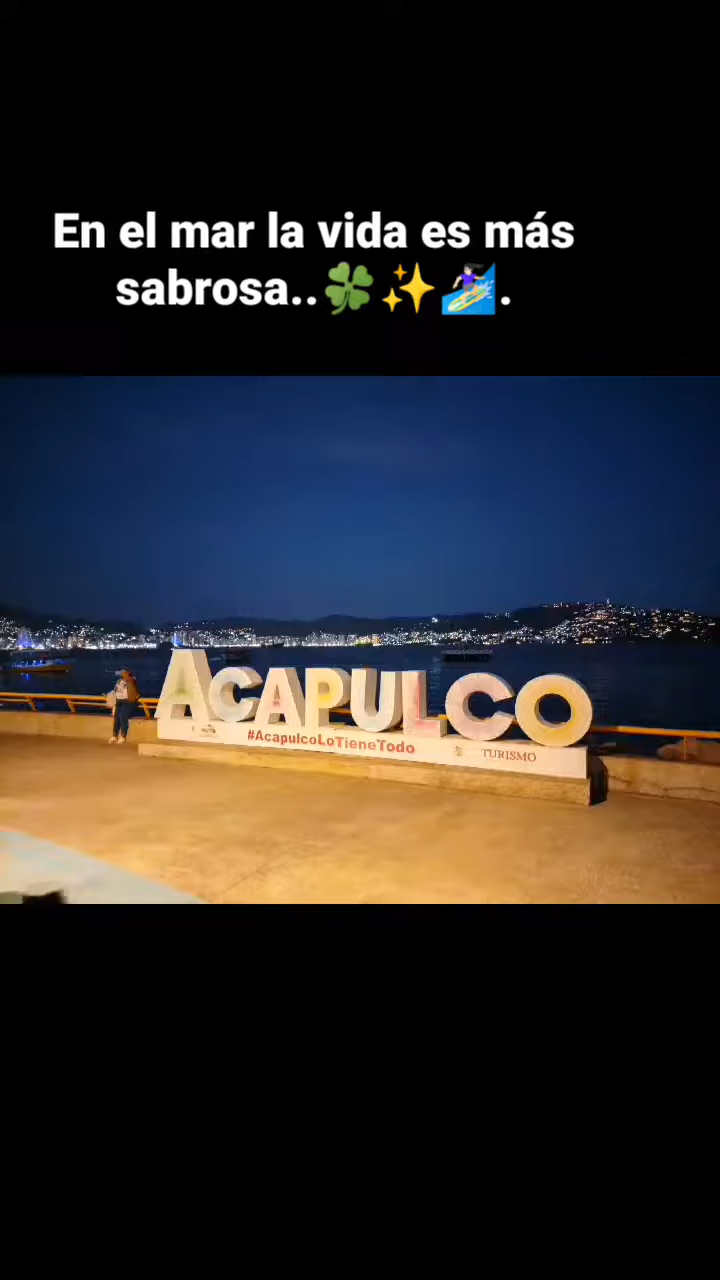 En el mar la vida es más
sabrosa..🍀✨🏄🏻‍♀️.
ACAPULCO
#AcapulcoLoTieneTodo
TURISMO